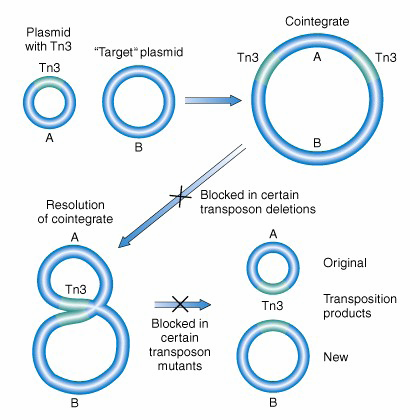 Plasmid
with Tn3
Tn3
A
"Target" plasmid
B
Cointegrate
Tn3
A
Tn3
B
Blocked in certain
transposon deletions
Resolution
of cointegrate
A
Tn3
B
Blocked in
certain
transposon
mutants
A
Original
Tn3
Transposition
products
New
B